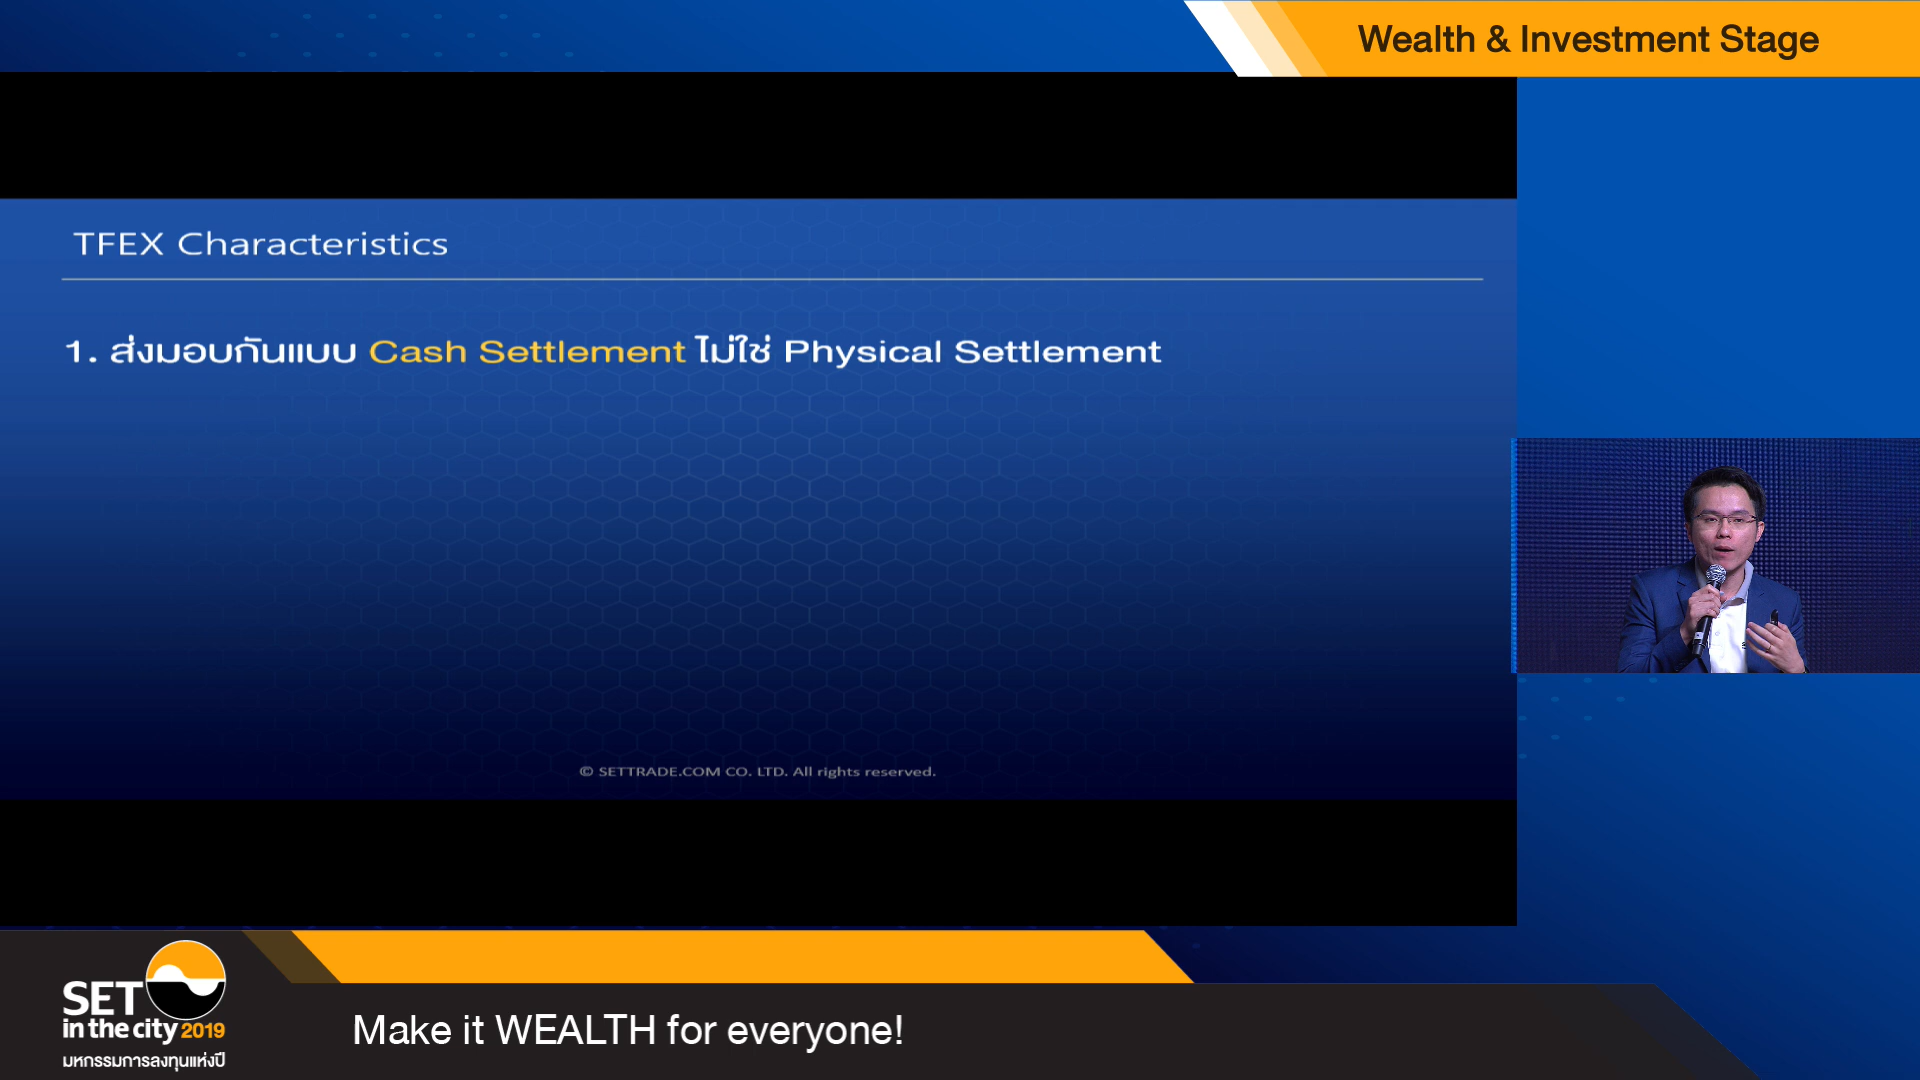 Wealth & Investment Stage
TFEX Characteristics
1. ส่งมอบกันแบบ Cash Settlement ไม่ใช่ Physical Settlement
© SETTRADE.COM CO. LTD. All rights reserved.
SET
in the city 2019
มหกรรมการลงทุนแห่งปี
Make it WEALTH for everyone!